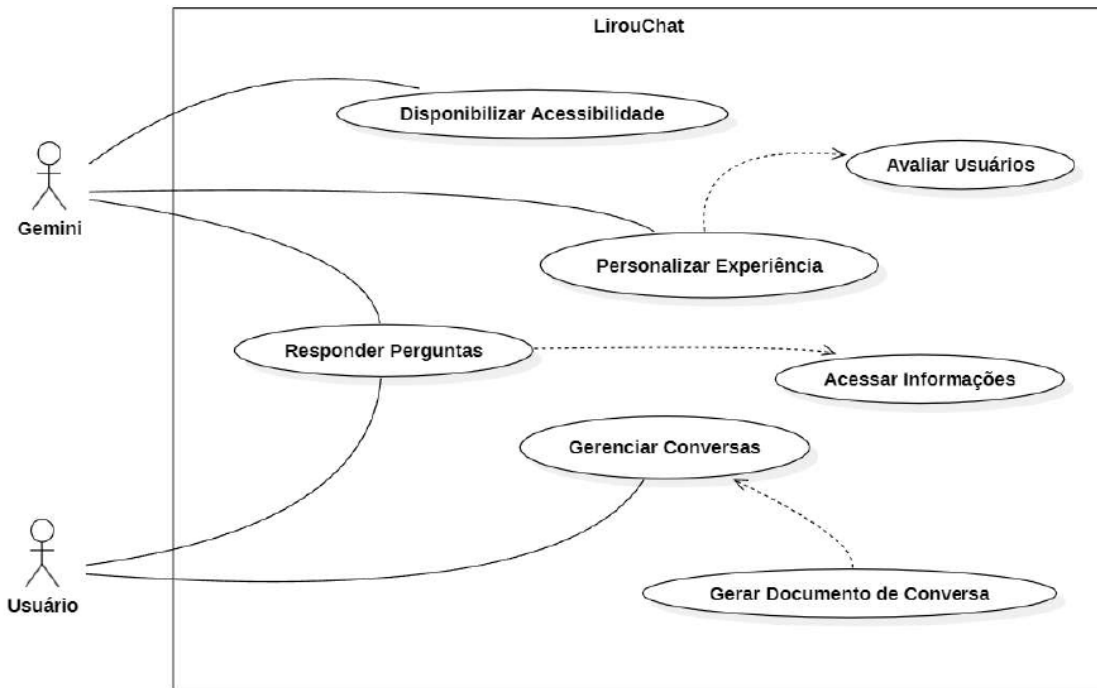 LirouChat
Disponibilizar Acessibilidade
Avaliar Usuários
Gemini
Personalizar Experiência
Responder Perguntas
Acessar Informações
Gerenciar Conversas
Usuário
Gerar Documento de Conversa